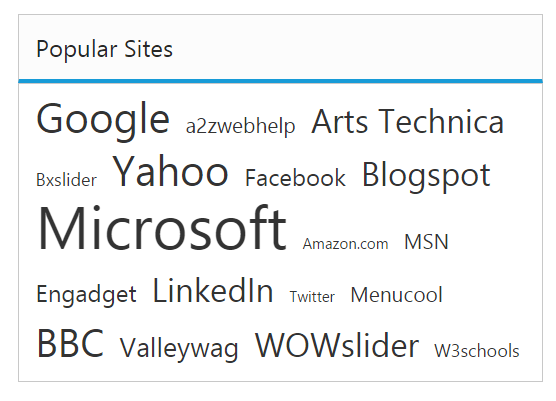 Popular Sites
Google a2zwebhelp Arts Technica
Bxslider Yahoo Facebook Blogspot
Microsoft Amazon.com MSN
Engadget LinkedIn Twitter Menucool
BBC Valleywag WOWslider W3schools